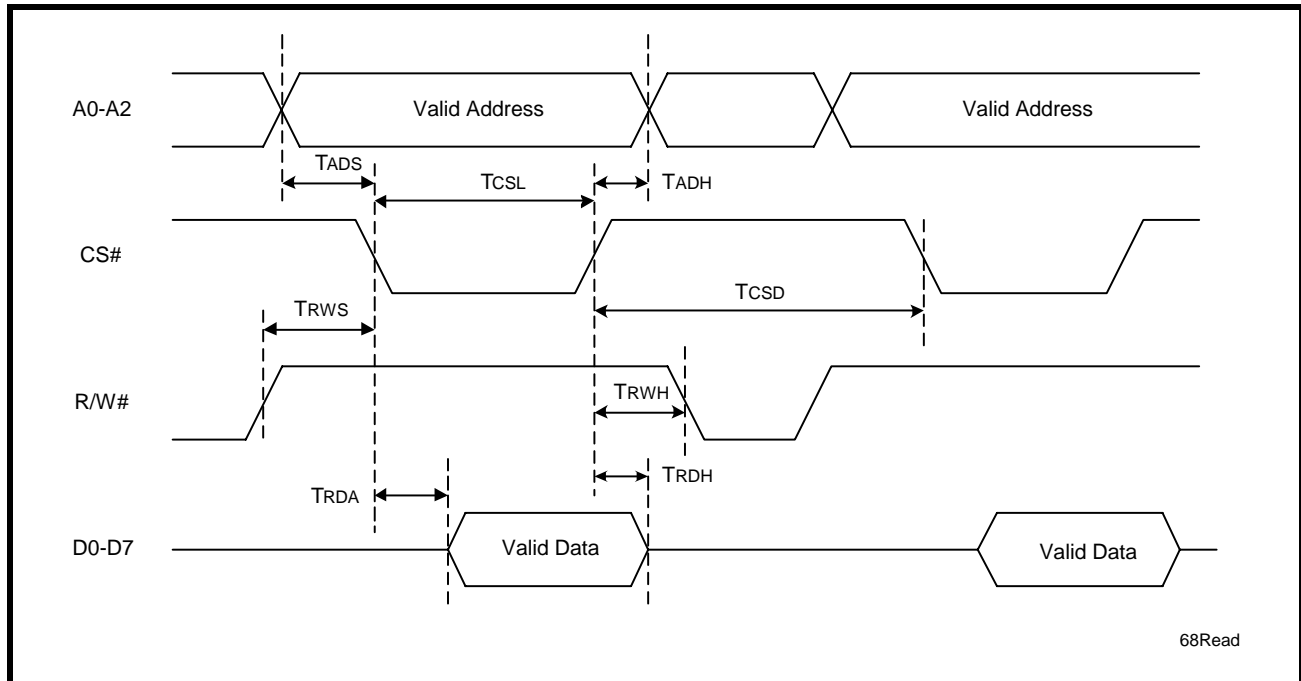 A0-A2
Valid Address
Valid Address
TADS
TCSL
TADH
CS#
TCSD
TRWS
R/W#
TRWH
TRDH
TRDA
D0-D7
Valid Data
Valid Data
68Read